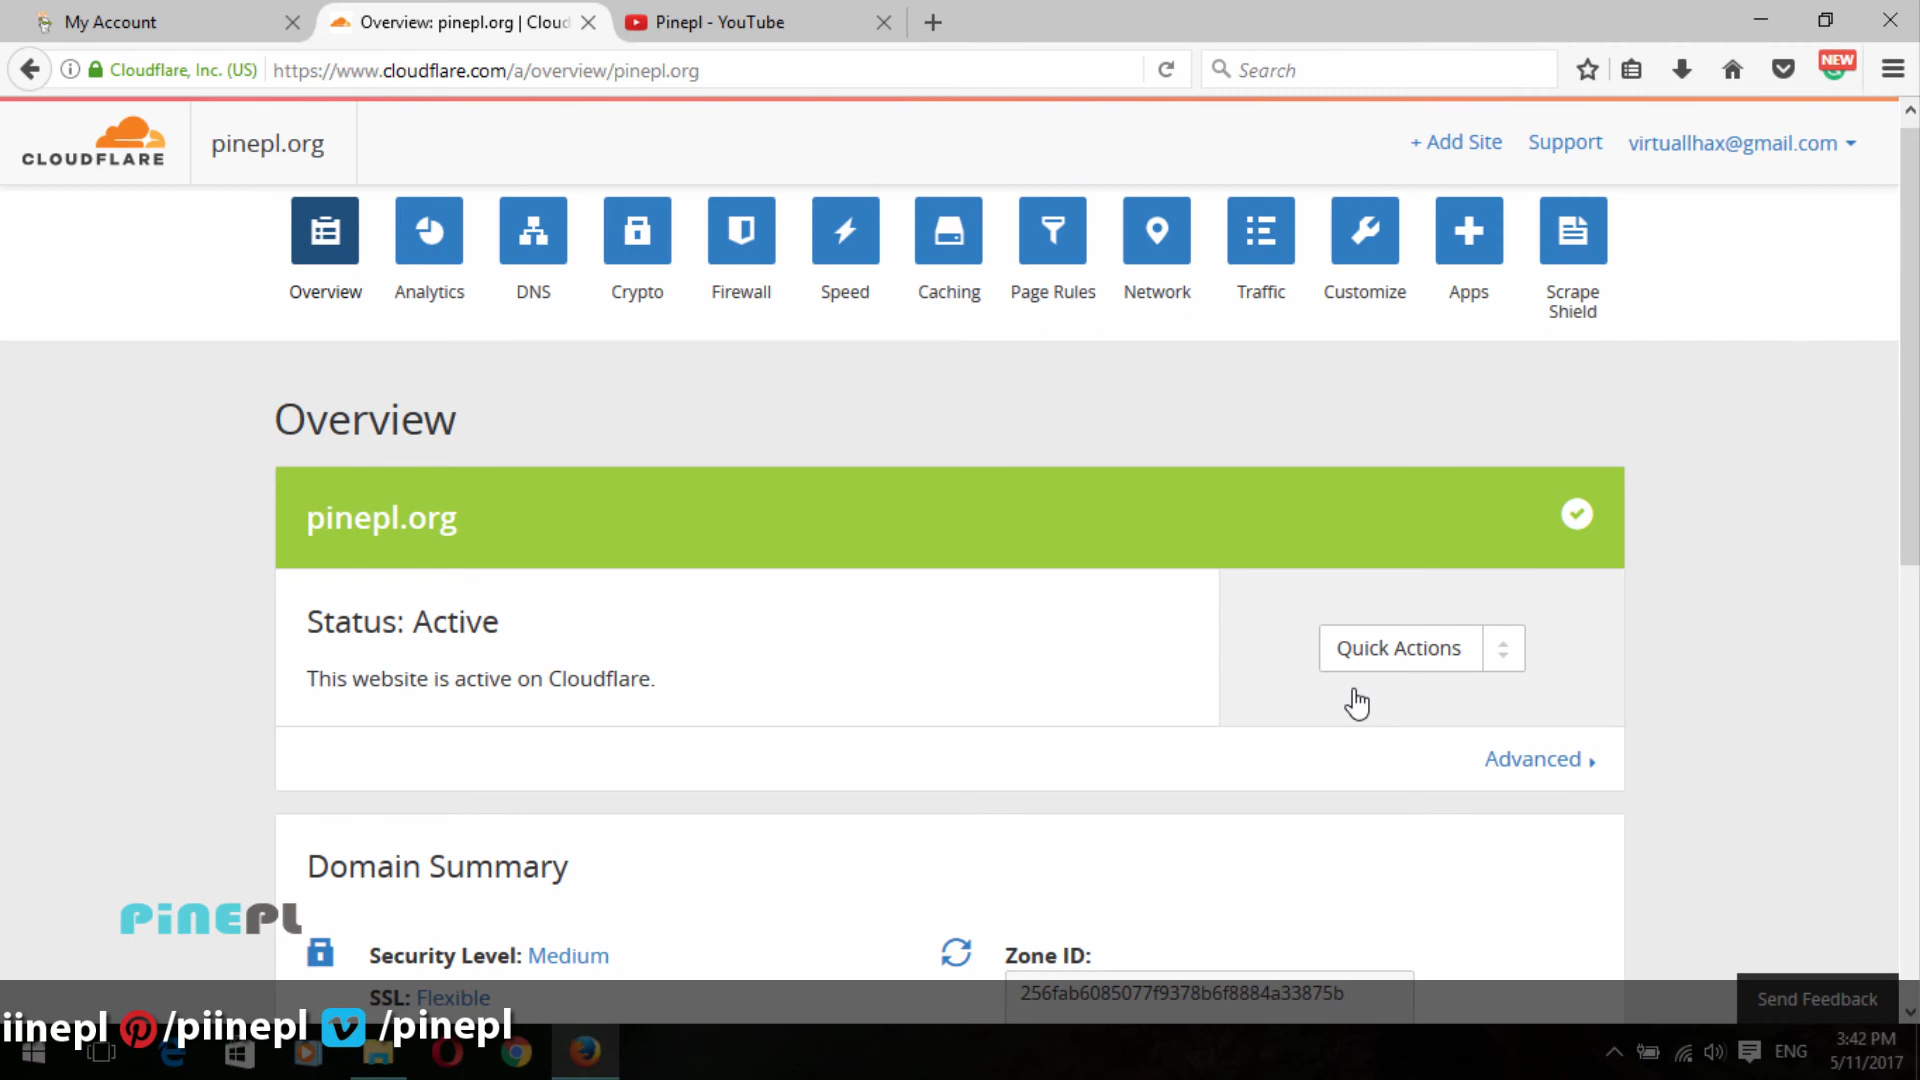 My Account
Overview: pinepl.org | Cloud
Pinepl - YouTube
Cloudflare, Inc. (US)
https://www.cloudflare.com/a/overview/pinepl.org
Search
NEW
CLOUDFLARE
pinepl.org
+ Add Site
Support
virtuallhax@gmail.com
Overview
Analytics
DNS
Crypto
Firewall
Speed
Caching
Page Rules
Network
Traffic
Customize
Apps
Scrape
Shield
Overview
pinepl.org
Status: Active
This website is active on Cloudflare.
Quick Actions
Advanced
Domain Summary
PiNEPL
Security Level: Medium
Zone ID:
SSL: Flexible
256fab6085077f9378b6f8884a33875b
Send Feedback
iinepl /piinepl /pinepl
ENG
3:42 PM
5/11/2017